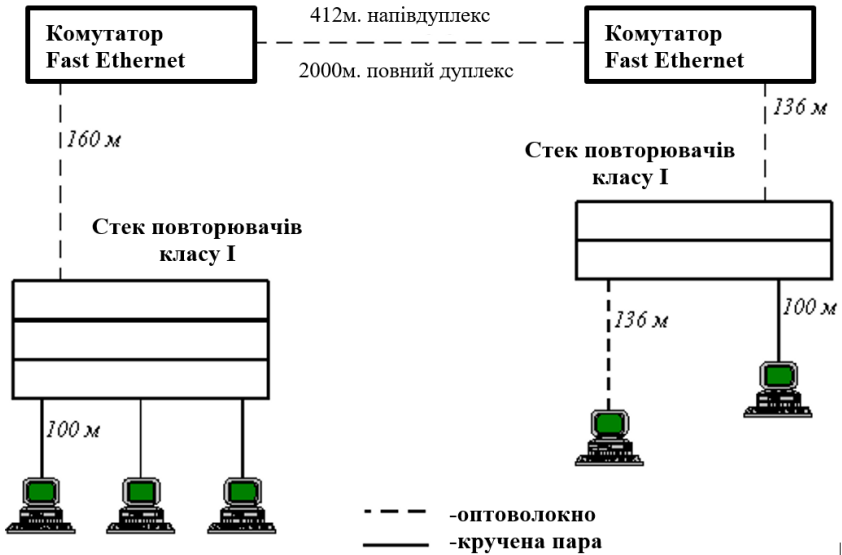 412м. напівдуплекс
Комутатор
Fast Ethernet
Комутатор
Fast Ethernet
2000м. повний дуплекс
160 м
136 м
Стек повторювачів
класу I
Стек повторювачів
класу I
136 м
100 м
100 м
-оптоволокно
-кручена пара